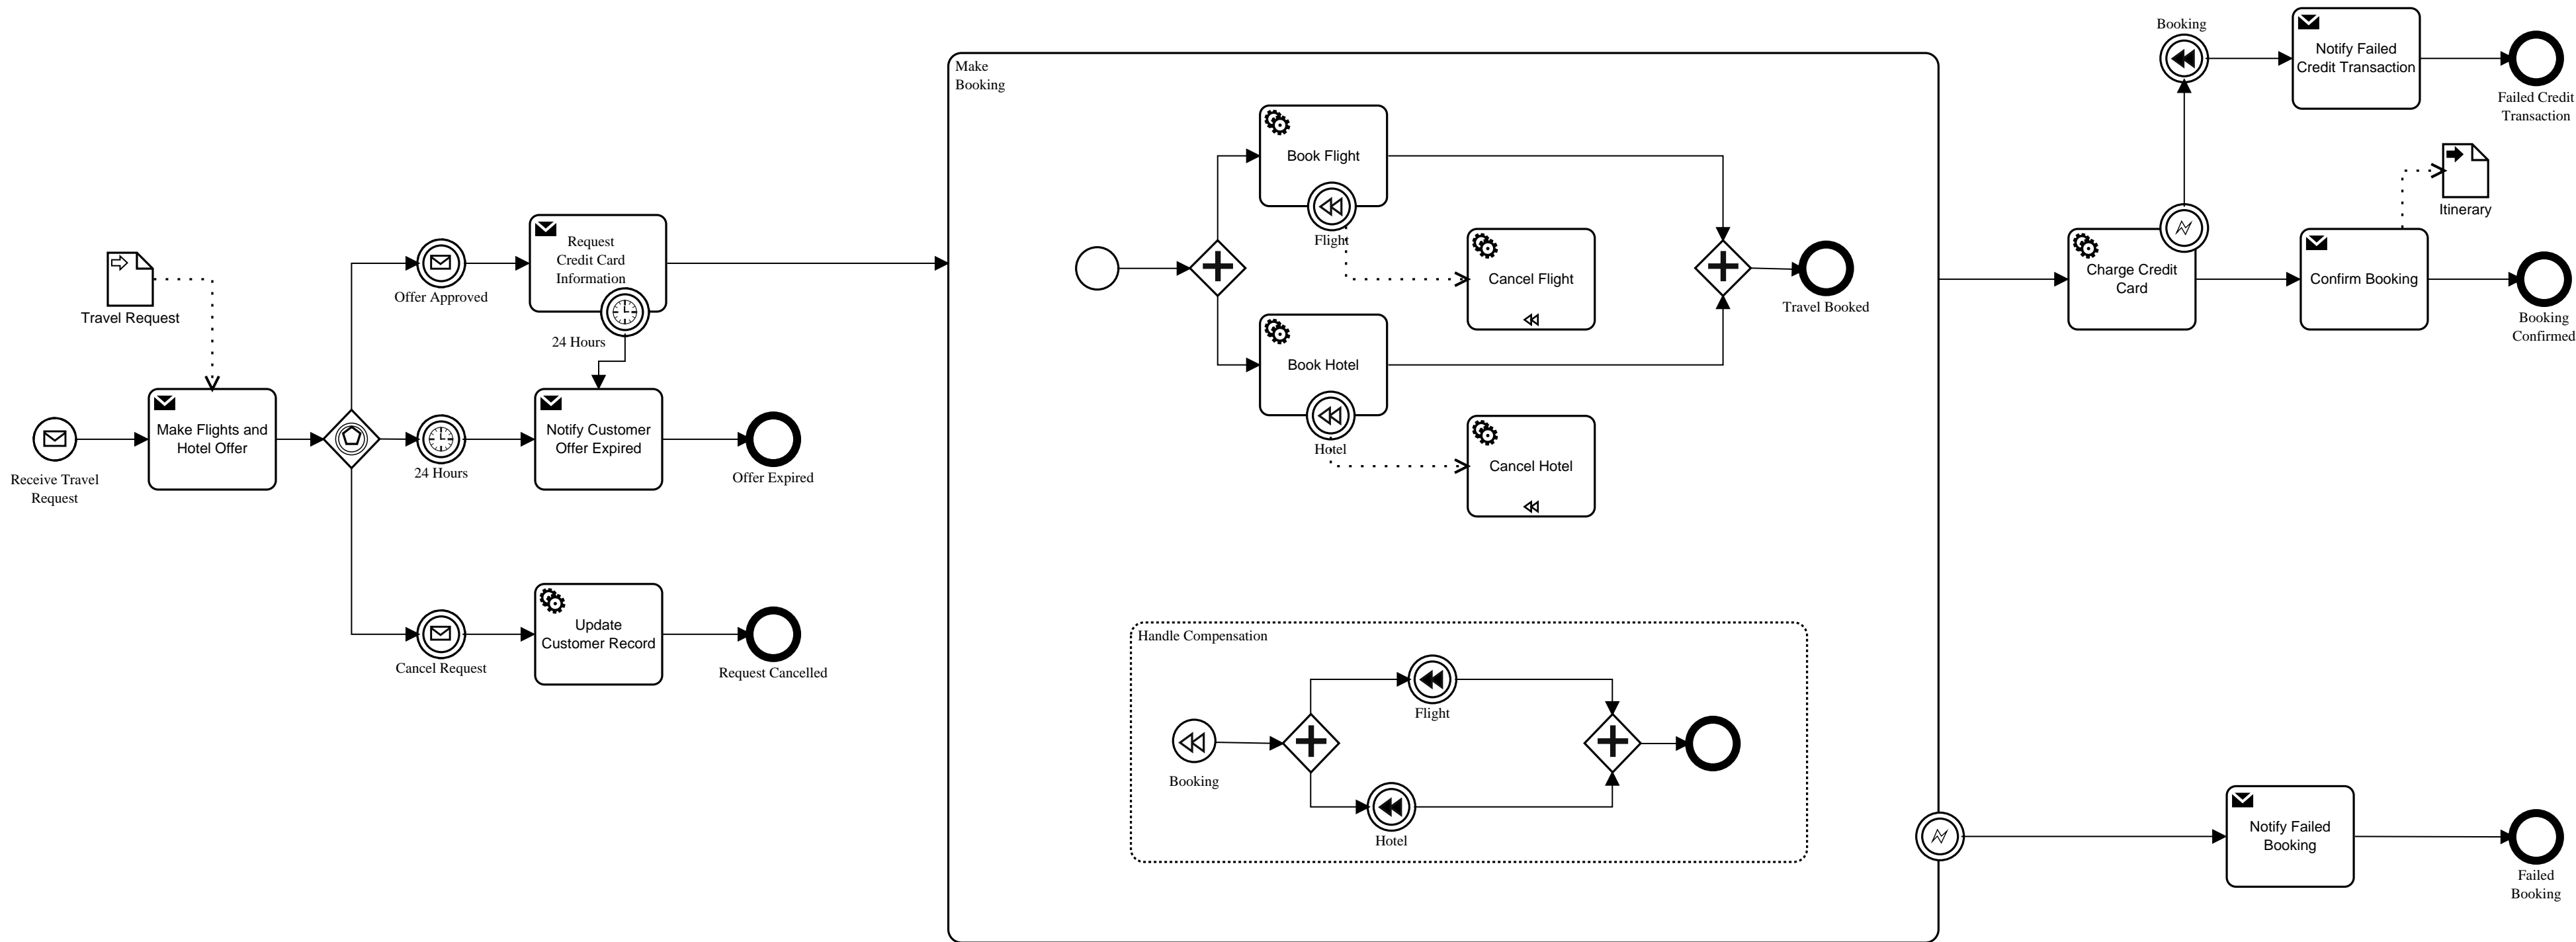 Travel Request
Receive Travel
Request
Make Flights and
Hotel Offer
Offer Approved
24 Hours
Cancel Request
Request
Credit Card
Information
24 Hours
Notify Customer
Offer Expired
Offer Expired
Update
Customer Record
Request Cancelled
Make
Booking
Book Flight
Flight
Cancel Flight
Book Hotel
Hotel
Cancel Hotel
Travel Booked
Handle Compensation
Booking
Flight
Hotel
Booking
Notify Failed
Credit Transaction
Failed Credit
Transaction
Itinerary
Charge Credit
Card
Confirm Booking
Booking
Confirmed
Notify Failed
Booking
Failed
Booking